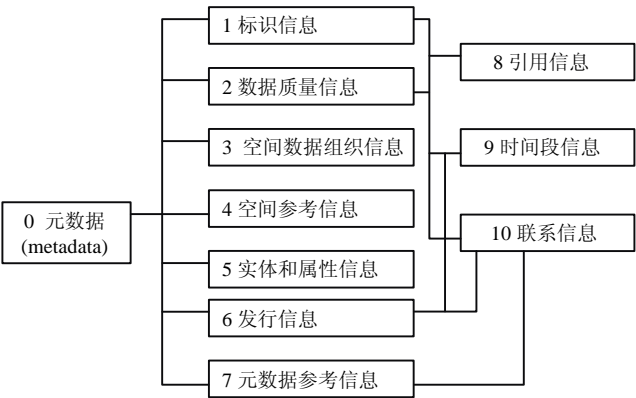 0 元数据
(metadata)
1 标识信息
2 数据质量信息
3 空间数据组织信息
4 空间参考信息
5 实体和属性信息
6 发行信息
7 元数据参考信息
8 引用信息
9 时间段信息
10 联系信息